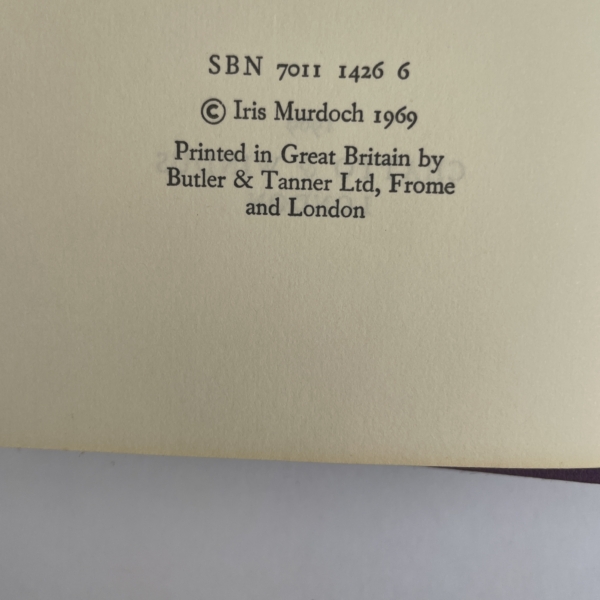 SBN 7011 1426 6
© Iris Murdoch 1969
Printed in Great Britain by
Butler & Tanner Ltd, Frome
and London